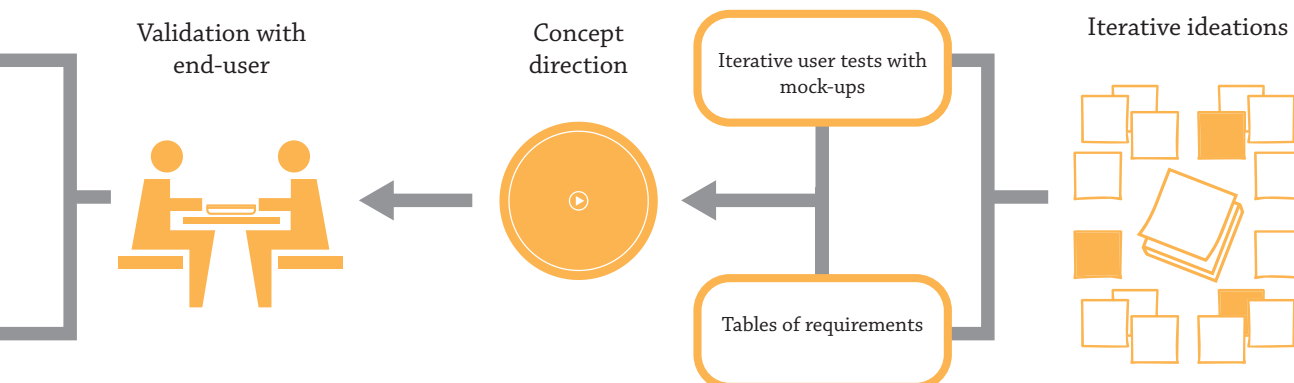 Validation with
end-user
Concept
direction
Iterative user tests with
mock-ups
Tables of requirements
Iterative ideations